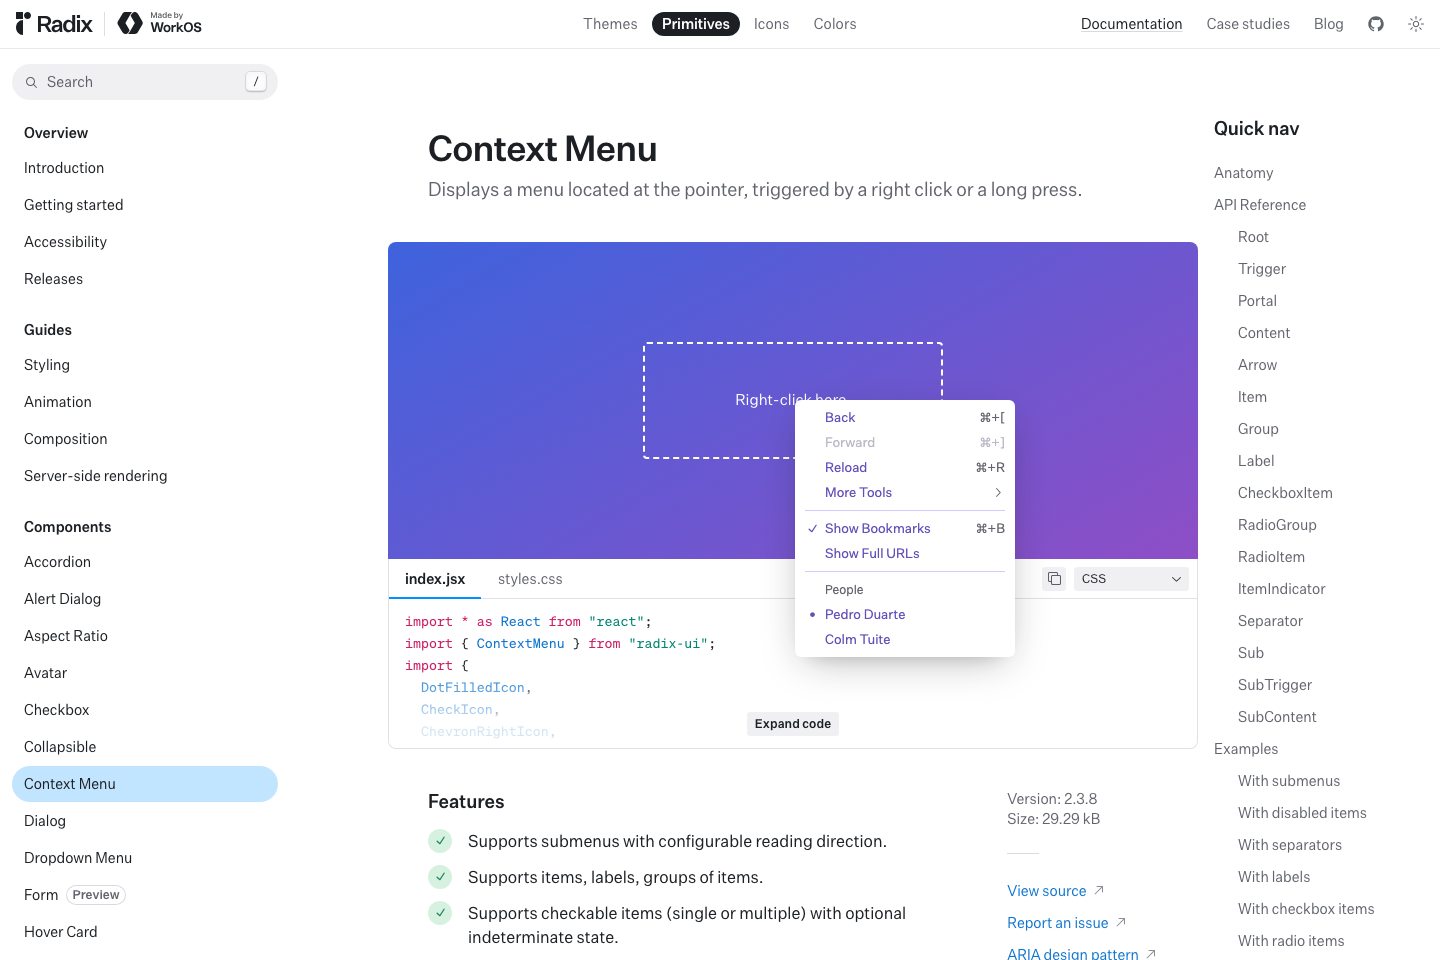 Radix
Made by
WorkOS
Themes
Primitives
Icons
Colors
Documentation
Case studies
Blog
Search
/
Overview
Introduction
Getting started
Accessibility
Releases
Guides
Styling
Animation
Composition
Server-side rendering
Components
Accordion
Alert Dialog
Aspect Ratio
Avatar
Checkbox
Collapsible
Context Menu
Dialog
Dropdown Menu
Form Preview
Hover Card
Context Menu
Displays a menu located at the pointer, triggered by a right click or a long press.
Right-click here.
Back ⌘+[
Forward ⌘+]
Reload ⌘+R
More Tools
Show Bookmarks ⌘+B
Show Full URLs
People
Pedro Duarte
Colm Tuite
index.jsx
styles.css
CSS
import * as React from "react";
import { ContextMenu } from "radix-ui";
import {
DotFilledIcon,
CheckIcon,
ChevronRightIcon,
Expand code
Features
Supports submenus with configurable reading direction.
Supports items, labels, groups of items.
Supports checkable items (single or multiple) with optional
indeterminate state.
Version: 2.3.8
Size: 29.29 kB
View source
Report an issue
ARIA design pattern
Quick nav
Anatomy
API Reference
Root
Trigger
Portal
Content
Arrow
Item
Group
Label
CheckboxItem
RadioGroup
RadioItem
ItemIndicator
Separator
Sub
SubTrigger
SubContent
Examples
With submenus
With disabled items
With separators
With labels
With checkbox items
With radio items